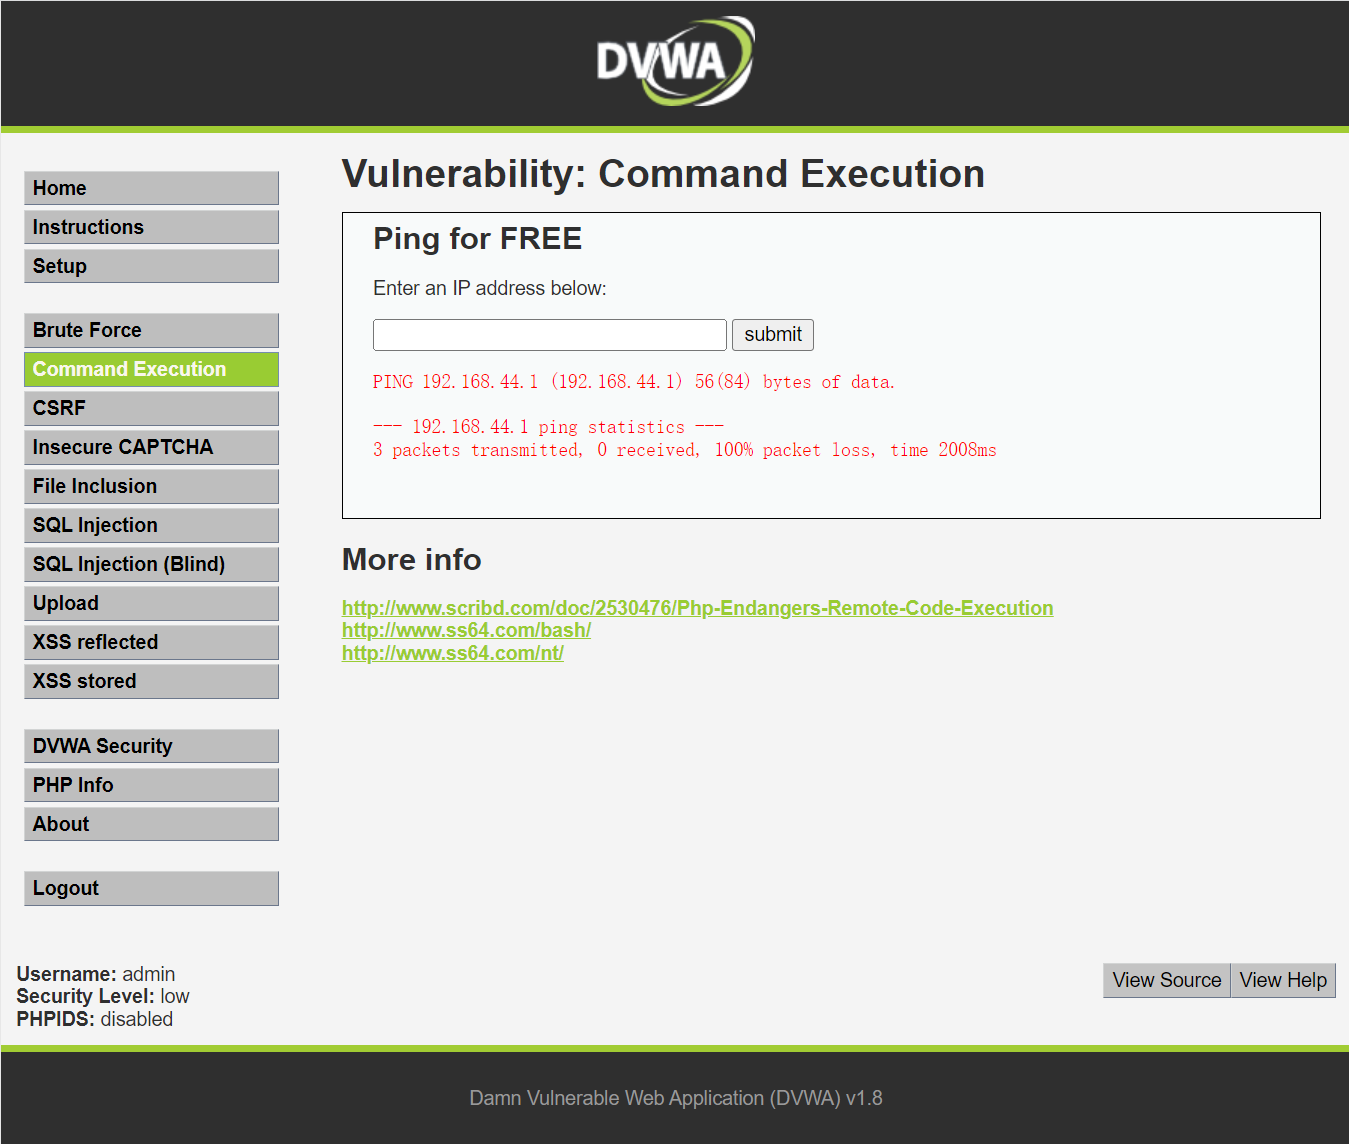 DVWA
Home
Instructions
Setup
Brute Force
Command Execution
CSRF
Insecure CAPTCHA
File Inclusion
SQL Injection
SQL Injection (Blind)
Upload
XSS reflected
XSS stored
DVWA Security
PHP Info
About
Logout
Vulnerability: Command Execution
Ping for FREE
Enter an IP address below:
submit
PING 192.168.44.1 (192.168.44.1) 56(84) bytes of data.
--- 192.168.44.1 ping statistics ---
3 packets transmitted, 0 received, 100% packet loss, time 2008ms
More info
http://www.scribd.com/doc/2530476/Php-Endangers-Remote-Code-Execution
http://www.ss64.com/bash/
http://www.ss64.com/nt/
Username: admin
Security Level: low
PHPIDS: disabled
View Source View Help
Damn Vulnerable Web Application (DVWA) v1.8